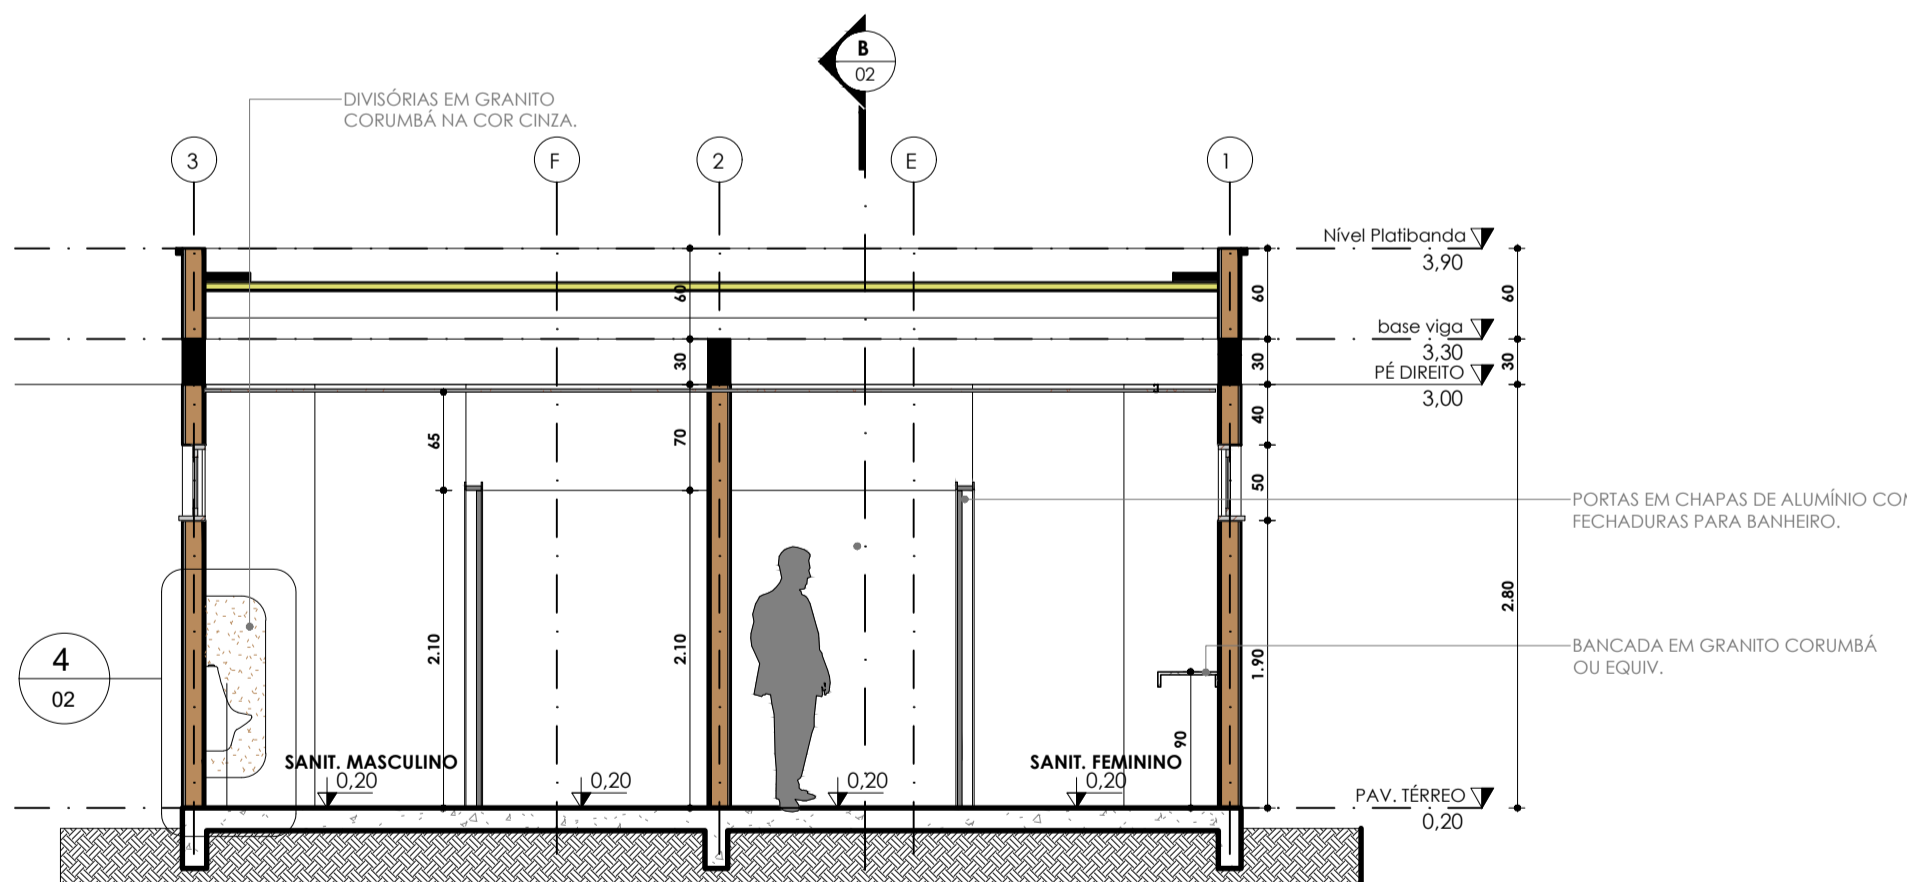 B
02
DIVISÓRIAS EM GRANITO
CORUMBÁ NA COR CINZA.
3
F
2
E
1
Nível Platibanda
3,90
60
60
60
base viga
3,30
30
30
30
PÉ DIREITO
3,00
40
65
70
50
PORTAS EM CHAPAS DE ALUMÍNIO COM
FECHADURAS PARA BANHEIRO.
2.80
4
02
2.10
2.10
1.90
BANCADA EM GRANITO CORUMBÁ
OU EQUIV.
90
SANIT. MASCULINO
0,20
0,20
0,20
SANIT. FEMININO
0,20
PAV. TÉRREO
0,20